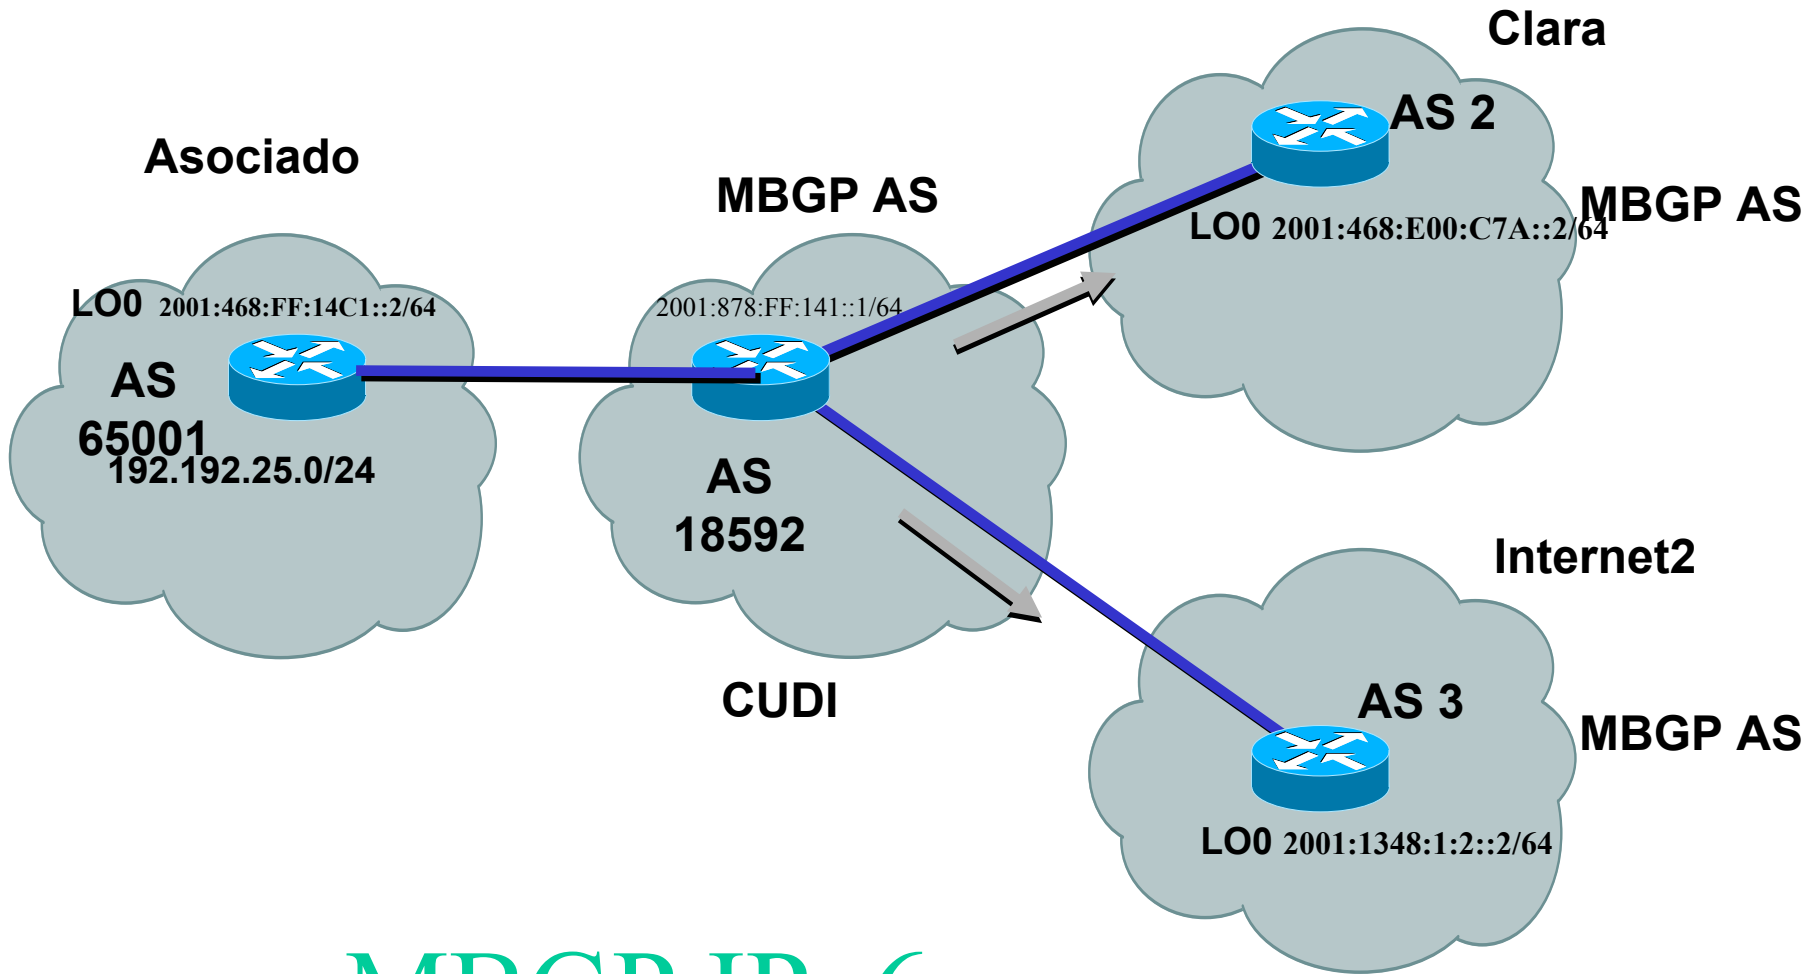 Clara
AS 2
Asociado
MBGP AS
MBGP AS
LO0 2001:468:E00:C7A::2/64
LO0 2001:468:FF:14C1::2/64
2001:878:FF:141::1/64
AS
65001
192.192.25.0/24
AS
18592
Internet2
CUDI
AS 3
MBGP AS
LO0 2001:1348:1:2::2/64